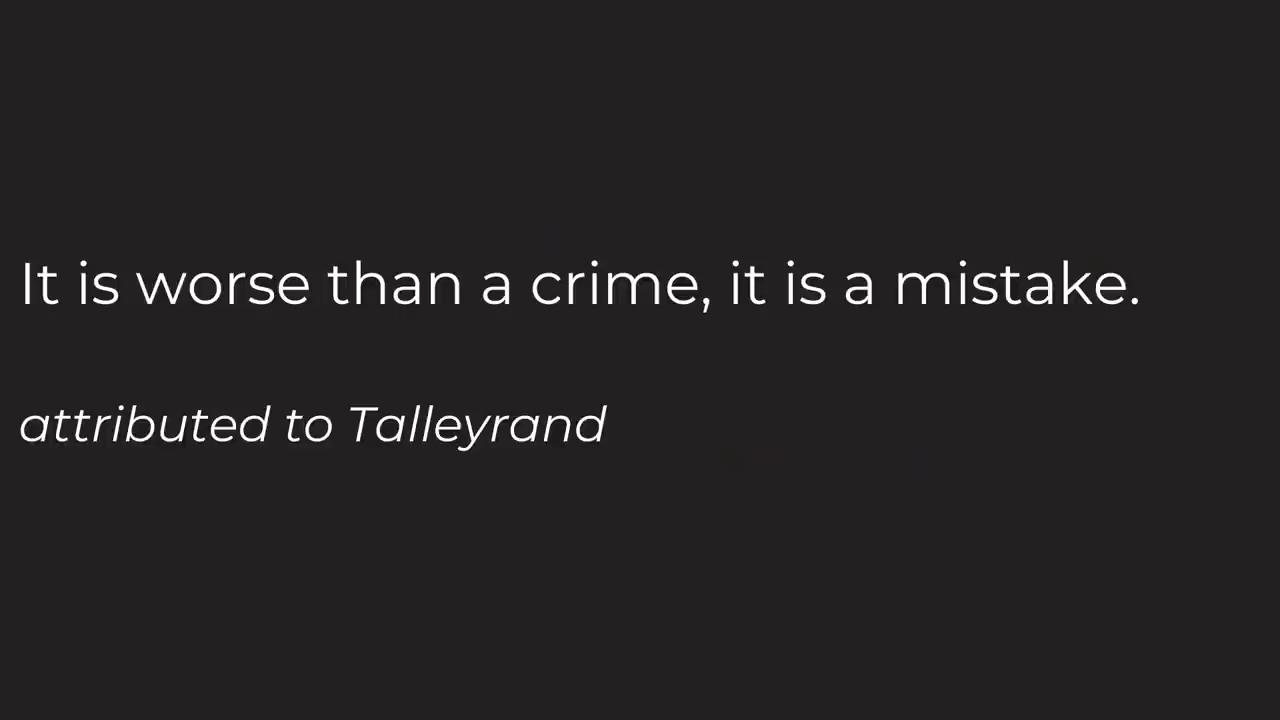 It is worse than a crime, it is a mistake.
attributed to Talleyrand